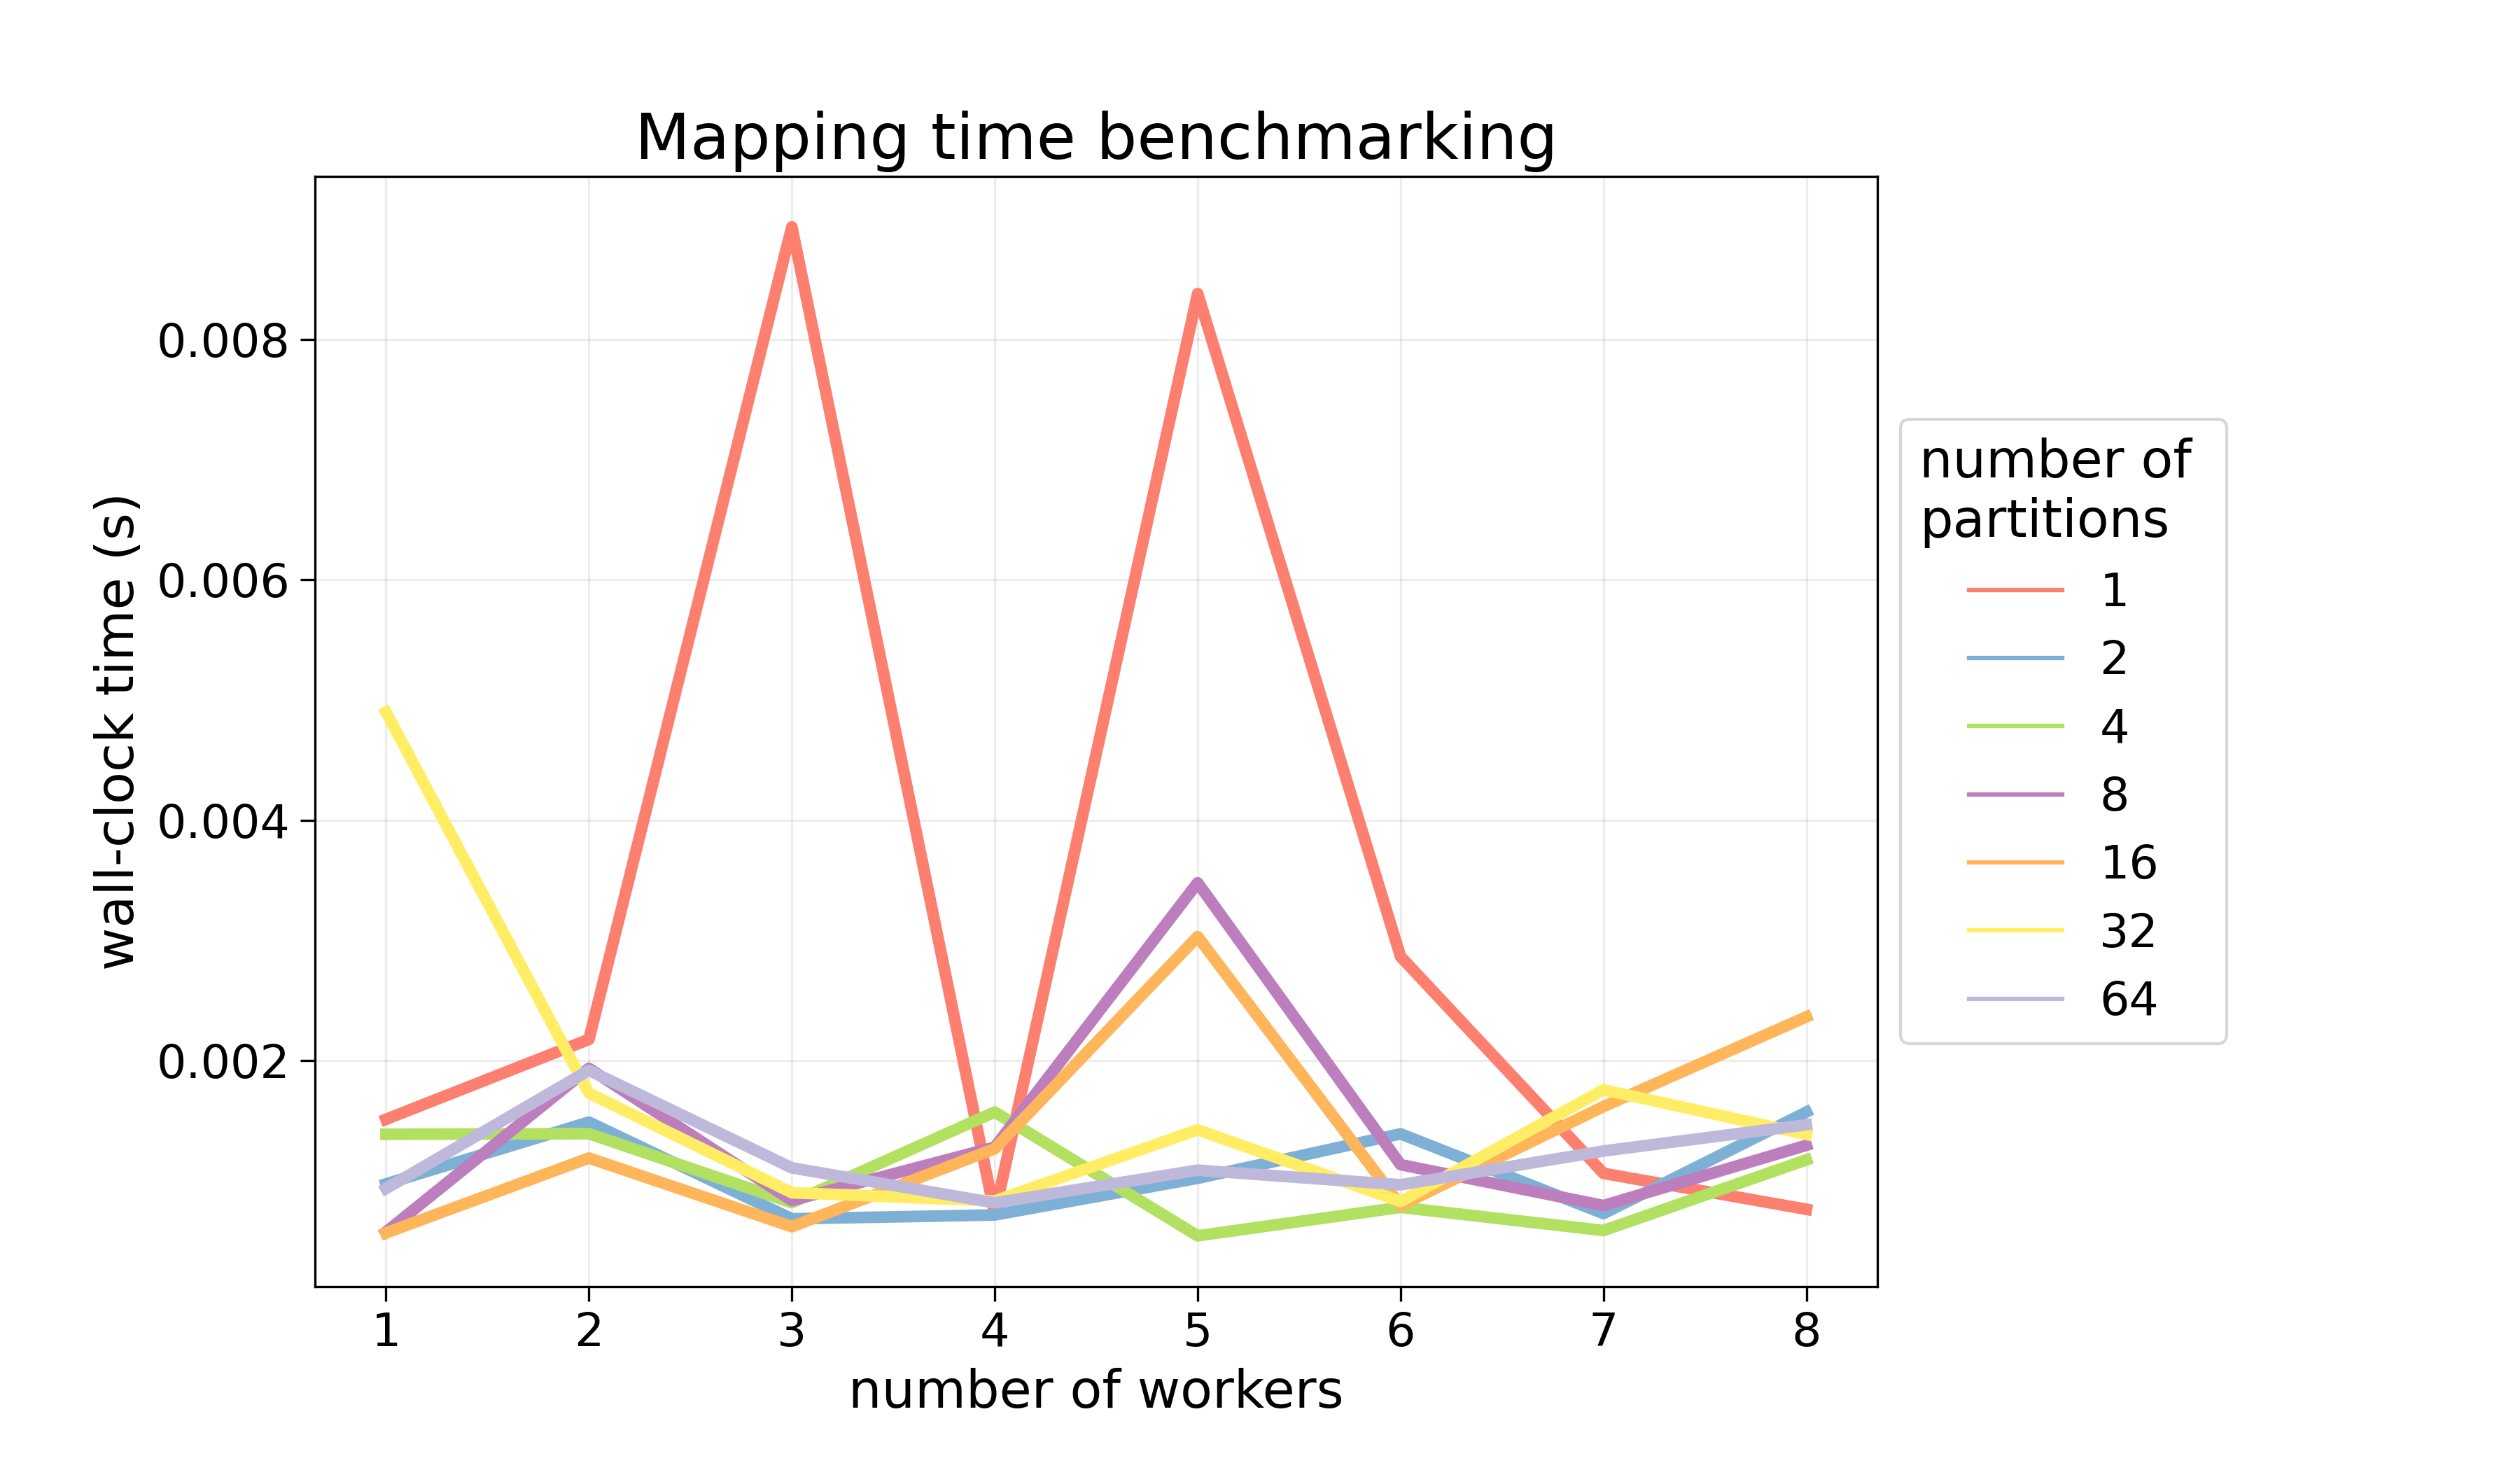 Mapping time benchmarking
wall-clock time (s)
0.008
0.006
0.004
0.002
1 2 3 4 5 6 7 8
number of workers
number of
partitions
1
2
4
8
16
32
64